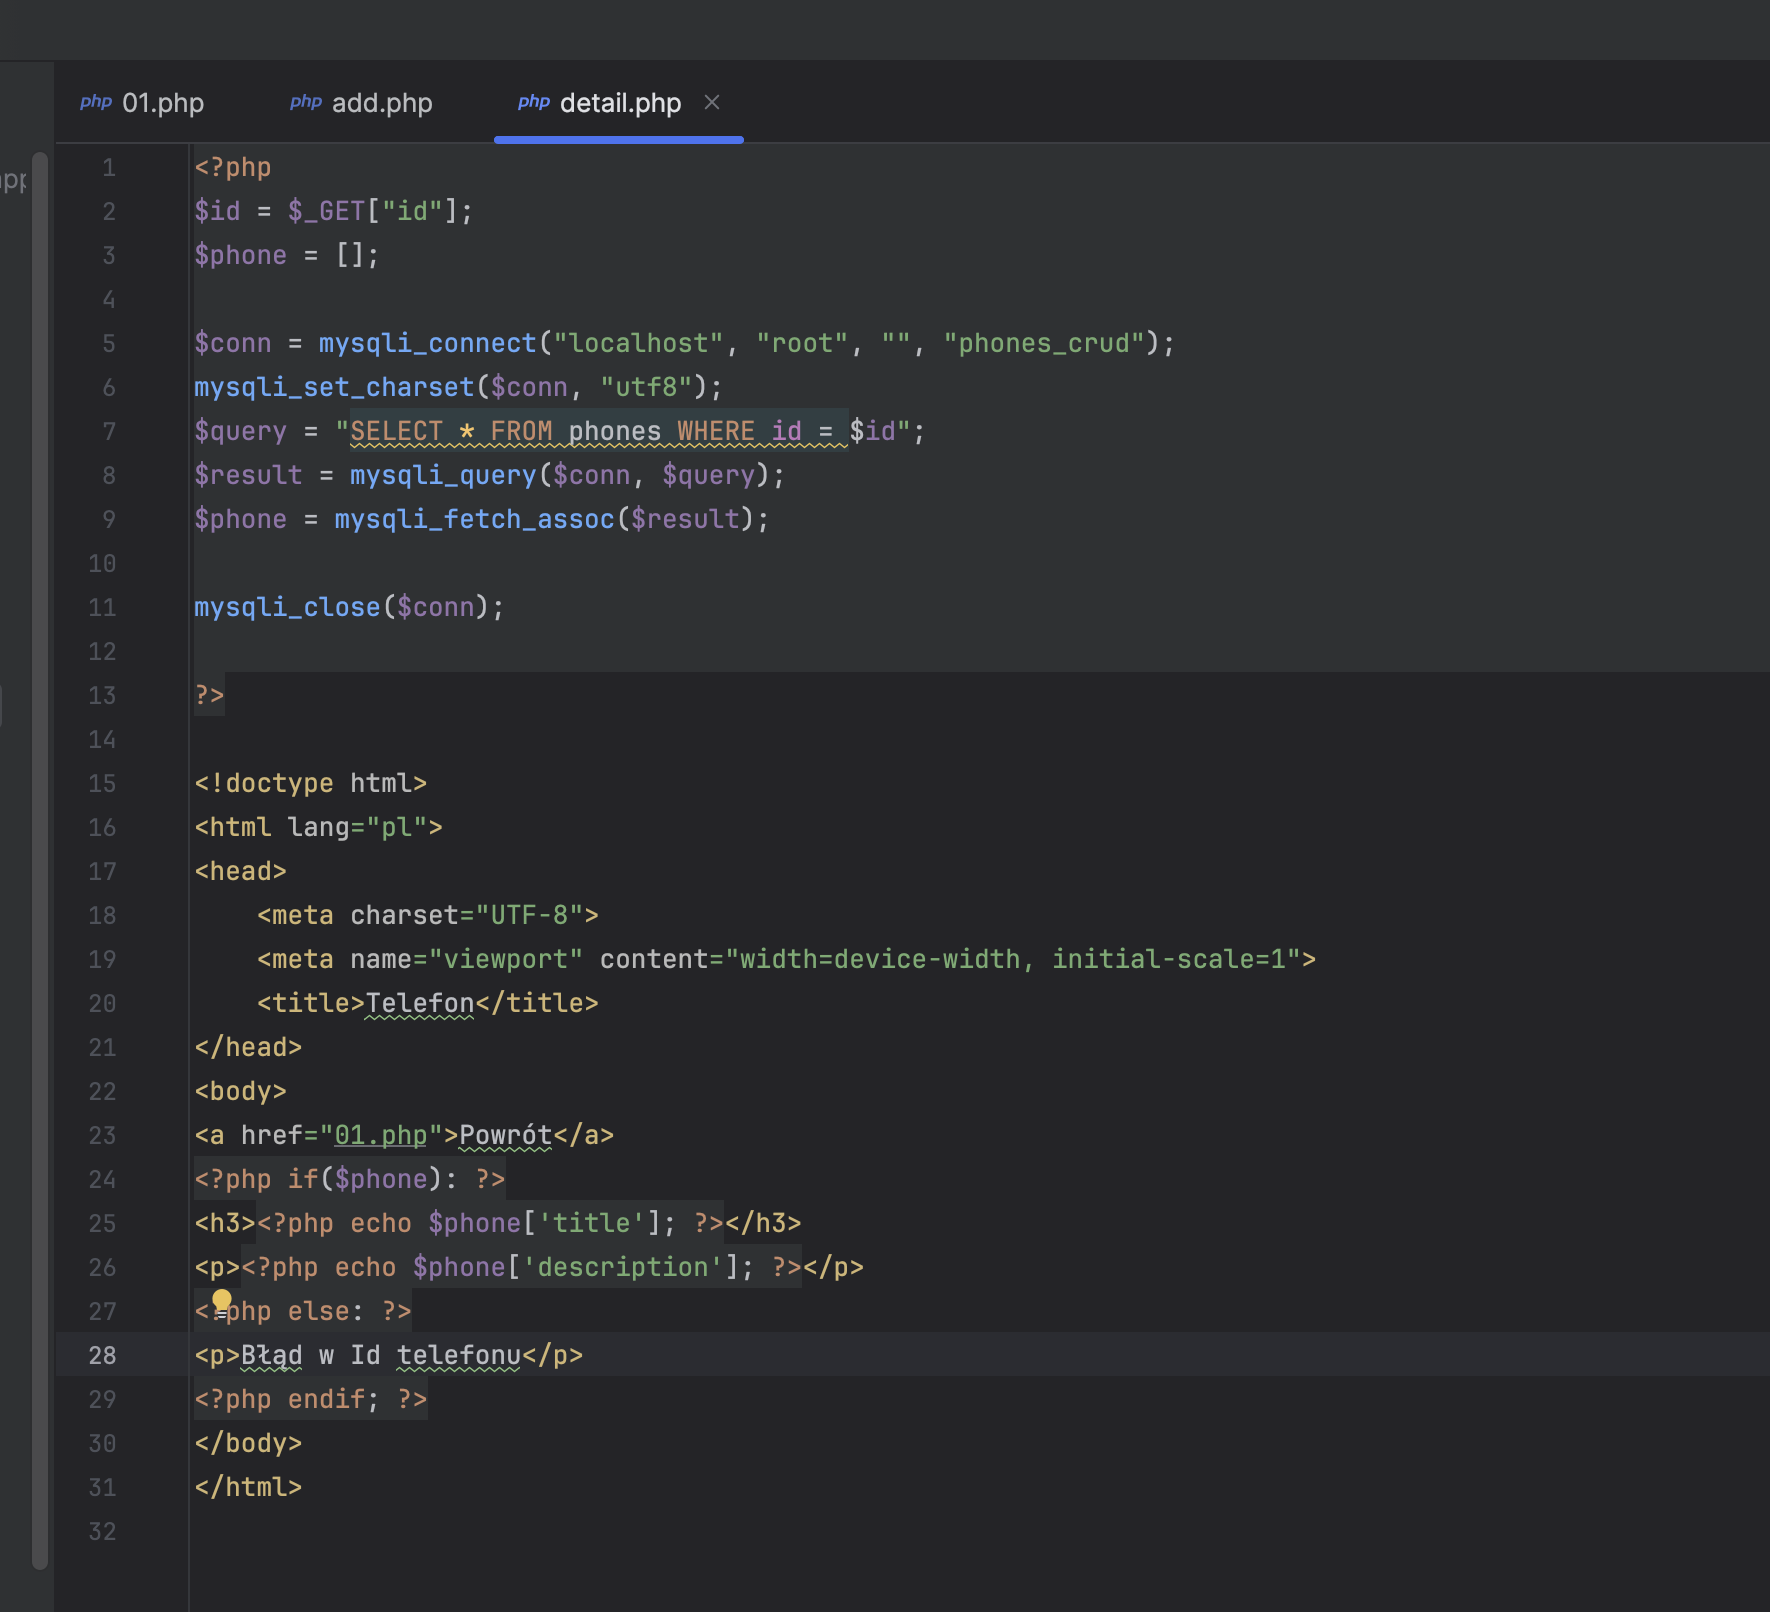 php 01.php php add.php php detail.php
1 <?php
2 $id = $_GET["id"];
3 $phone = [];
4
5 $conn = mysqli_connect("localhost", "root", "", "phones_crud");
6 mysqli_set_charset($conn, "utf8");
7 $query = "SELECT * FROM phones WHERE id = $id";
8 $result = mysqli_query($conn, $query);
9 $phone = mysqli_fetch_assoc($result);
10
11 mysqli_close($conn);
12
13 ?>
14
15 <!doctype html>
16 <html lang="pl">
17 <head>
18     <meta charset="UTF-8">
19     <meta name="viewport" content="width=device-width, initial-scale=1">
20     <title>Telefon</title>
21 </head>
22 <body>
23 <a href="01.php">Powrót</a>
24 <?php if($phone): ?>
25 <h3><?php echo $phone['title']; ?></h3>
26 <p><?php echo $phone['description']; ?></p>
27 <?php else: ?>
28 <p>Błąd w Id telefonu</p>
29 <?php endif; ?>
30 </body>
31 </html>
32